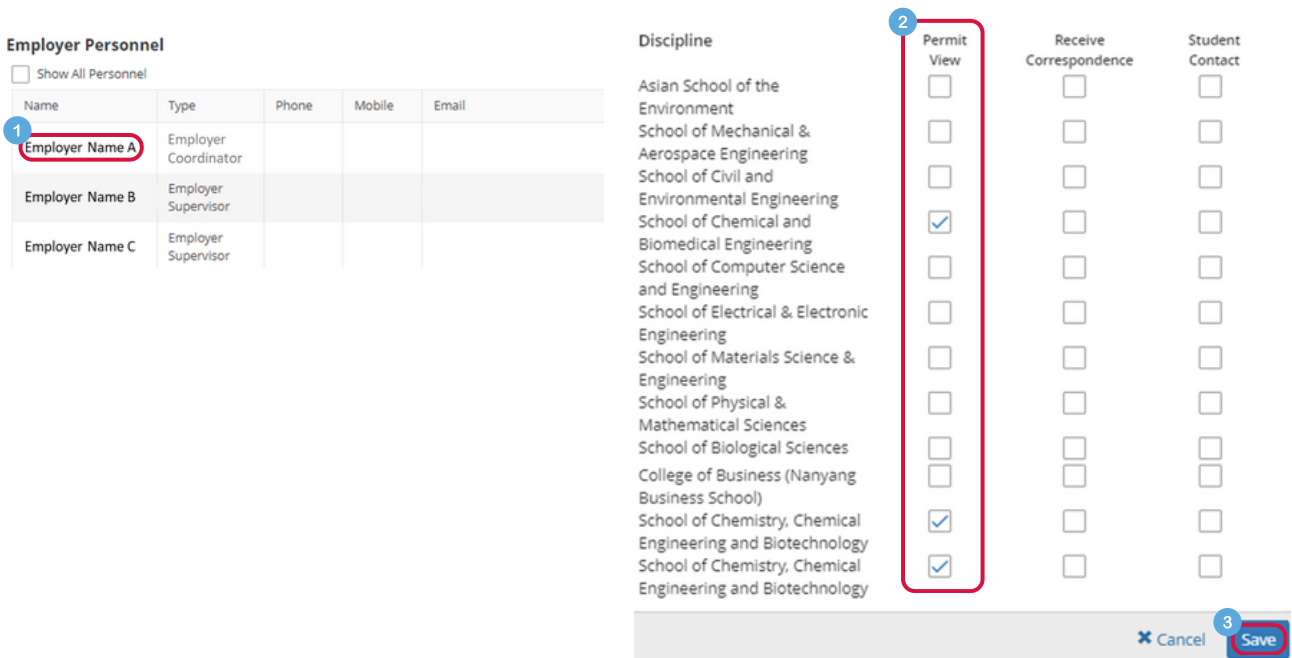 Employer Personnel
Show All Personnel
Name Type Phone Mobile Email
1
Employer Name A
Employer
Coordinator
Employer Name B
Employer
Supervisor
Employer Name C
Employer
Supervisor
2
Discipline
Permit
View
Receive
Correspondence
Student
Contact
Asian School of the
Environment
School of Mechanical &
Aerospace Engineering
School of Civil and
Environmental Engineering
School of Chemical and
Biomedical Engineering
School of Computer Science
and Engineering
School of Electrical & Electronic
Engineering
School of Materials Science &
Engineering
School of Physical &
Mathematical Sciences
School of Biological Sciences
College of Business (Nanyang
Business School)
School of Chemistry, Chemical
Engineering and Biotechnology
School of Chemistry, Chemical
Engineering and Biotechnology
3
Cancel
Save